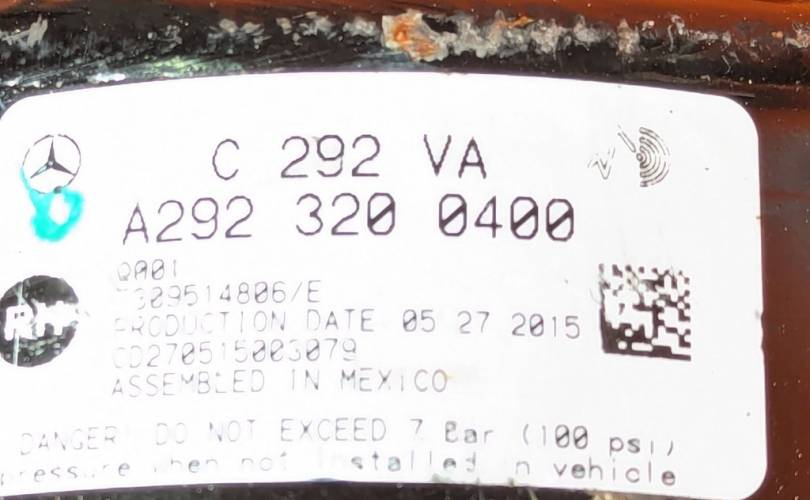 C 292 VA
A292 320 0400
Q001
RH
PRODUCTION DATE 05 27 2015
CD270515003079
ASSEMBLED IN MEXICO
DANGER! DO NOT EXCEED 7 Bar (100 psi)
pressure when not installed in vehicle